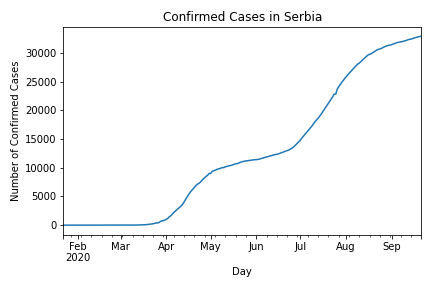 Confirmed Cases in Serbia
Number of Confirmed Cases
30000
25000
20000
15000
10000
5000
0
Feb Mar Apr May Jun Jul Aug Sep
2020
Day